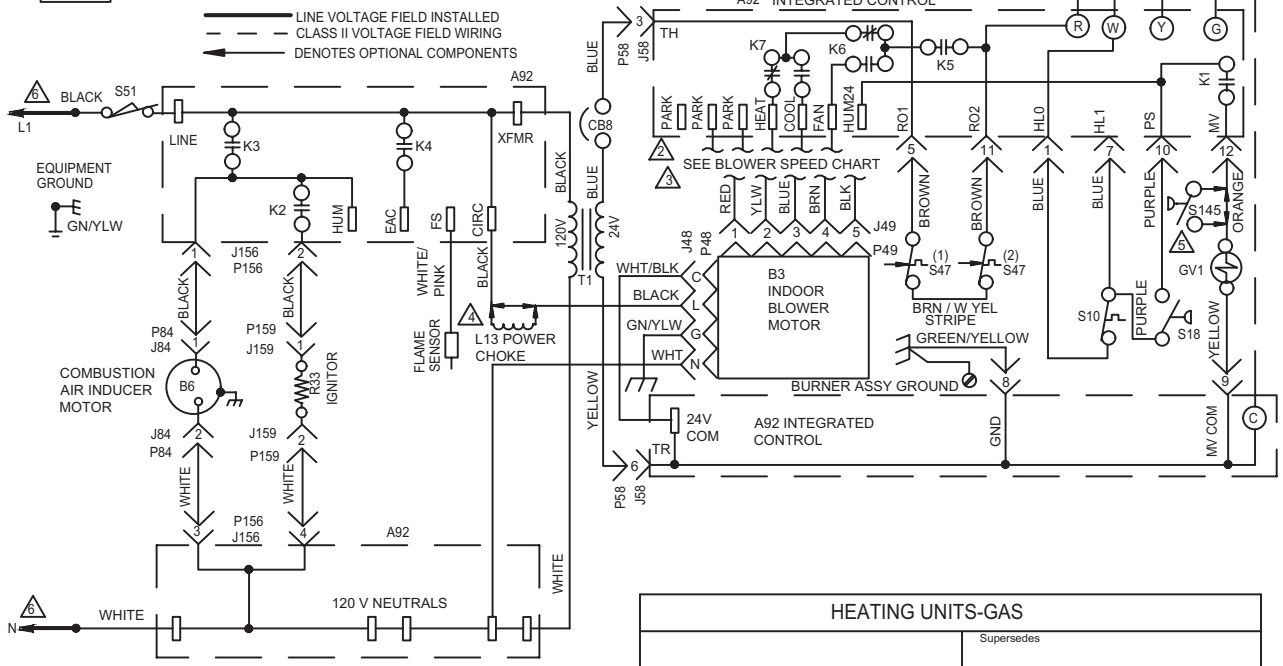 LINE VOLTAGE FIELD INSTALLED
CLASS II VOLTAGE FIELD WIRING
DENOTES OPTIONAL COMPONENTS
A92 INTEGRATED CONTROL
3
TH
P58
J58
BLUE
K7
K6
K5
R
W
Y
G
K1
6
BLACK
S51
L1
LINE
A92
XFMR
K3
K4
CB8
PARK
PARK
PARK
HEAT
COOL
FAN
HUM24
RO1
RO2
HL0
HL1
PS
MV
5
11
1
7
10
12
2
3
SEE BLOWER SPEED CHART
EQUIPMENT
GROUND
GN/YLW
K2
HUM
EAC
FS
CIRC
BLACK
BLUE
120V
24V
T1
RED
YLW
BLUE
BRN
BLK
1
2
3
4
5
J49
P49
J48
P48
BROWN
BROWN
BLUE
BLUE
PURPLE
S145
5
ORANGE
GV1
1
J156
P156
2
BLACK
BLACK
WHITE/
PINK
BLACK
WHT/BLK
C
BLACK
L
GN/YLW
G
WHT
N
B3
INDOOR
BLOWER
MOTOR
(1)
S47
(2)
S47
BRN / W YEL
STRIPE
GREEN/YELLOW
S10
PURPLE
S18
YELLOW
4
L13 POWER
CHOKE
FLAME
SENSOR
P84
J84
1
P159
J159
1
COMBUSTION
AIR INDUCER
MOTOR
B6
R33
IGNITOR
BURNER ASSY GROUND
8
9
YELLOW
J84
P84
2
J159
P159
2
24V
COM
TR
A92 INTEGRATED
CONTROL
GND
MV COM
C
6
P58
J58
WHITE
WHITE
P156
J156
3
4
A92
WHITE
6
N
WHITE
120 V NEUTRALS
HEATING UNITS-GAS
Supersedes